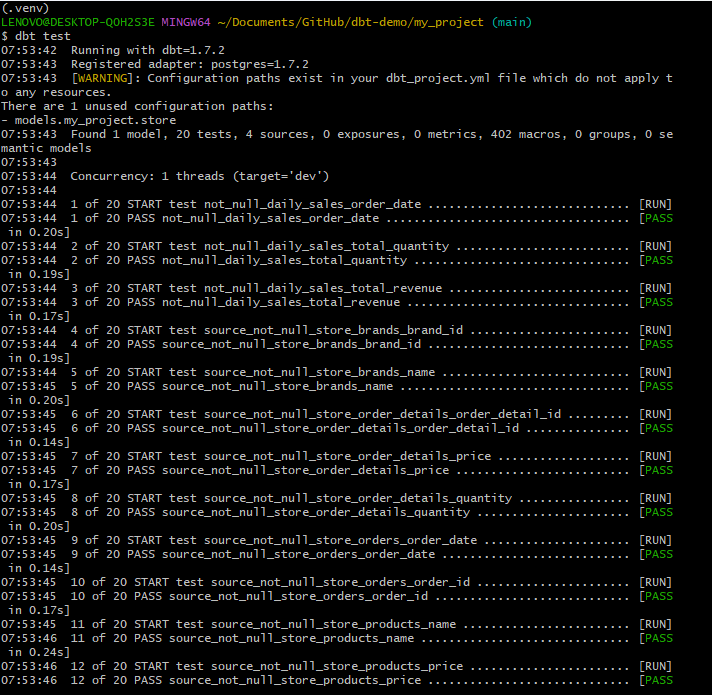 (.venv)
LENOVO@DESKTOP-QOH2S3E MINGW64 ~/Documents/GitHub/dbt-demo/my_project (main)
$ dbt test
07:53:42  Running with dbt=1.7.2
07:53:43  Registered adapter: postgres=1.7.2
07:53:43  [WARNING]: Configuration paths exist in your dbt_project.yml file which do not apply t
o any resources.
There are 1 unused configuration paths:
- models.my_project.store
07:53:43  Found 1 model, 20 tests, 4 sources, 0 exposures, 0 metrics, 402 macros, 0 groups, 0 se
mantic models
07:53:43
07:53:44  Concurrency: 1 threads (target='dev')
07:53:44
07:53:44  1 of 20 START test not_null_daily_sales_order_date ............................. [RUN]
07:53:44  1 of 20 PASS not_null_daily_sales_order_date ................................... [PASS
 in 0.20s]
07:53:44  2 of 20 START test not_null_daily_sales_total_quantity ......................... [RUN]
07:53:44  2 of 20 PASS not_null_daily_sales_total_quantity ............................... [PASS
 in 0.19s]
07:53:44  3 of 20 START test not_null_daily_sales_total_revenue .......................... [RUN]
07:53:44  3 of 20 PASS not_null_daily_sales_total_revenue ................................ [PASS
 in 0.17s]
07:53:44  4 of 20 START test source_not_null_store_brands_brand_id ....................... [RUN]
07:53:44  4 of 20 PASS source_not_null_store_brands_brand_id ............................. [PASS
 in 0.19s]
07:53:44  5 of 20 START test source_not_null_store_brands_name ........................... [RUN]
07:53:45  5 of 20 PASS source_not_null_store_brands_name ................................. [PASS
 in 0.20s]
07:53:45  6 of 20 START test source_not_null_store_order_details_order_detail_id ......... [RUN]
07:53:45  6 of 20 PASS source_not_null_store_order_details_order_detail_id ............... [PASS
 in 0.14s]
07:53:45  7 of 20 START test source_not_null_store_order_details_price ................... [RUN]
07:53:45  7 of 20 PASS source_not_null_store_order_details_price ......................... [PASS
 in 0.17s]
07:53:45  8 of 20 START test source_not_null_store_order_details_quantity ................ [RUN]
07:53:45  8 of 20 PASS source_not_null_store_order_details_quantity ...................... [PASS
 in 0.20s]
07:53:45  9 of 20 START test source_not_null_store_orders_order_date ..................... [RUN]
07:53:45  9 of 20 PASS source_not_null_store_orders_order_date ........................... [PASS
 in 0.14s]
07:53:45  10 of 20 START test source_not_null_store_orders_order_id ...................... [RUN]
07:53:45  10 of 20 PASS source_not_null_store_orders_order_id ............................ [PASS
 in 0.17s]
07:53:45  11 of 20 START test source_not_null_store_products_name ........................ [RUN]
07:53:46  11 of 20 PASS source_not_null_store_products_name .............................. [PASS
 in 0.24s]
07:53:46  12 of 20 START test source_not_null_store_products_price ....................... [RUN]
07:53:46  12 of 20 PASS source_not_null_store_products_price ............................. [PASS